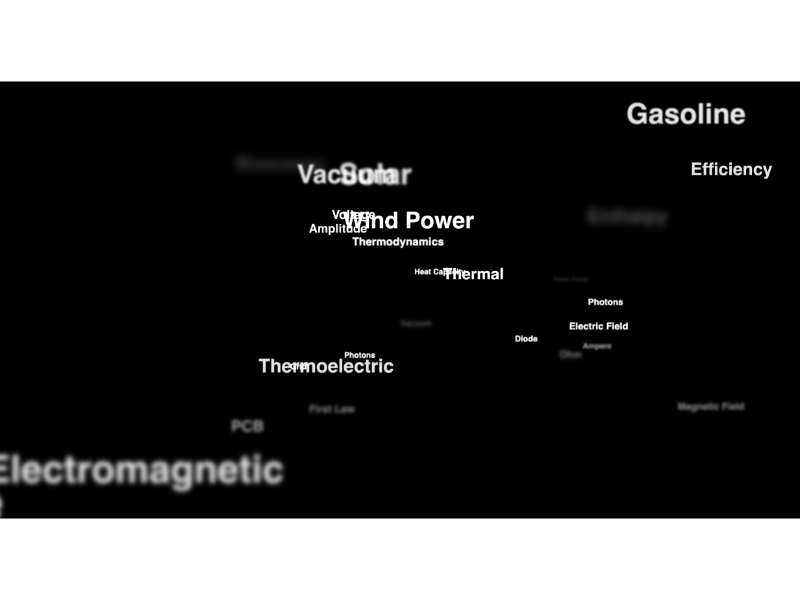 Gasoline
Efficiency
Vacuum
Solar
Voltage
Wind Power
Enthalpy
Amplitude
Thermodynamics
Heat Capacity
Thermal
Photons
Vacuum
Electric Field
Diode
Ampere
Ohm
Photons
Thermoelectric
First Law
Magnetic Field
PCB
Electromagnetic